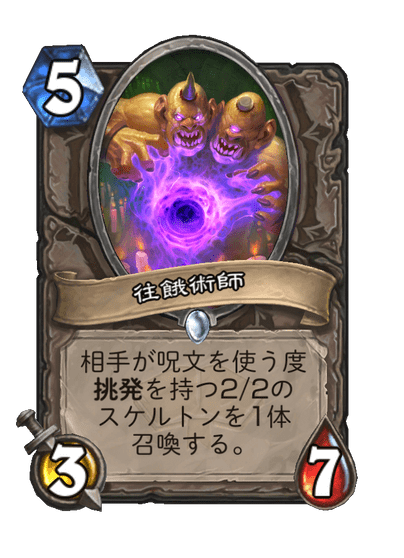 5
往餓術師
相手が呪文を使う度
挑発を持つ2/2の
スケルトンを1体
召喚する。
3
7